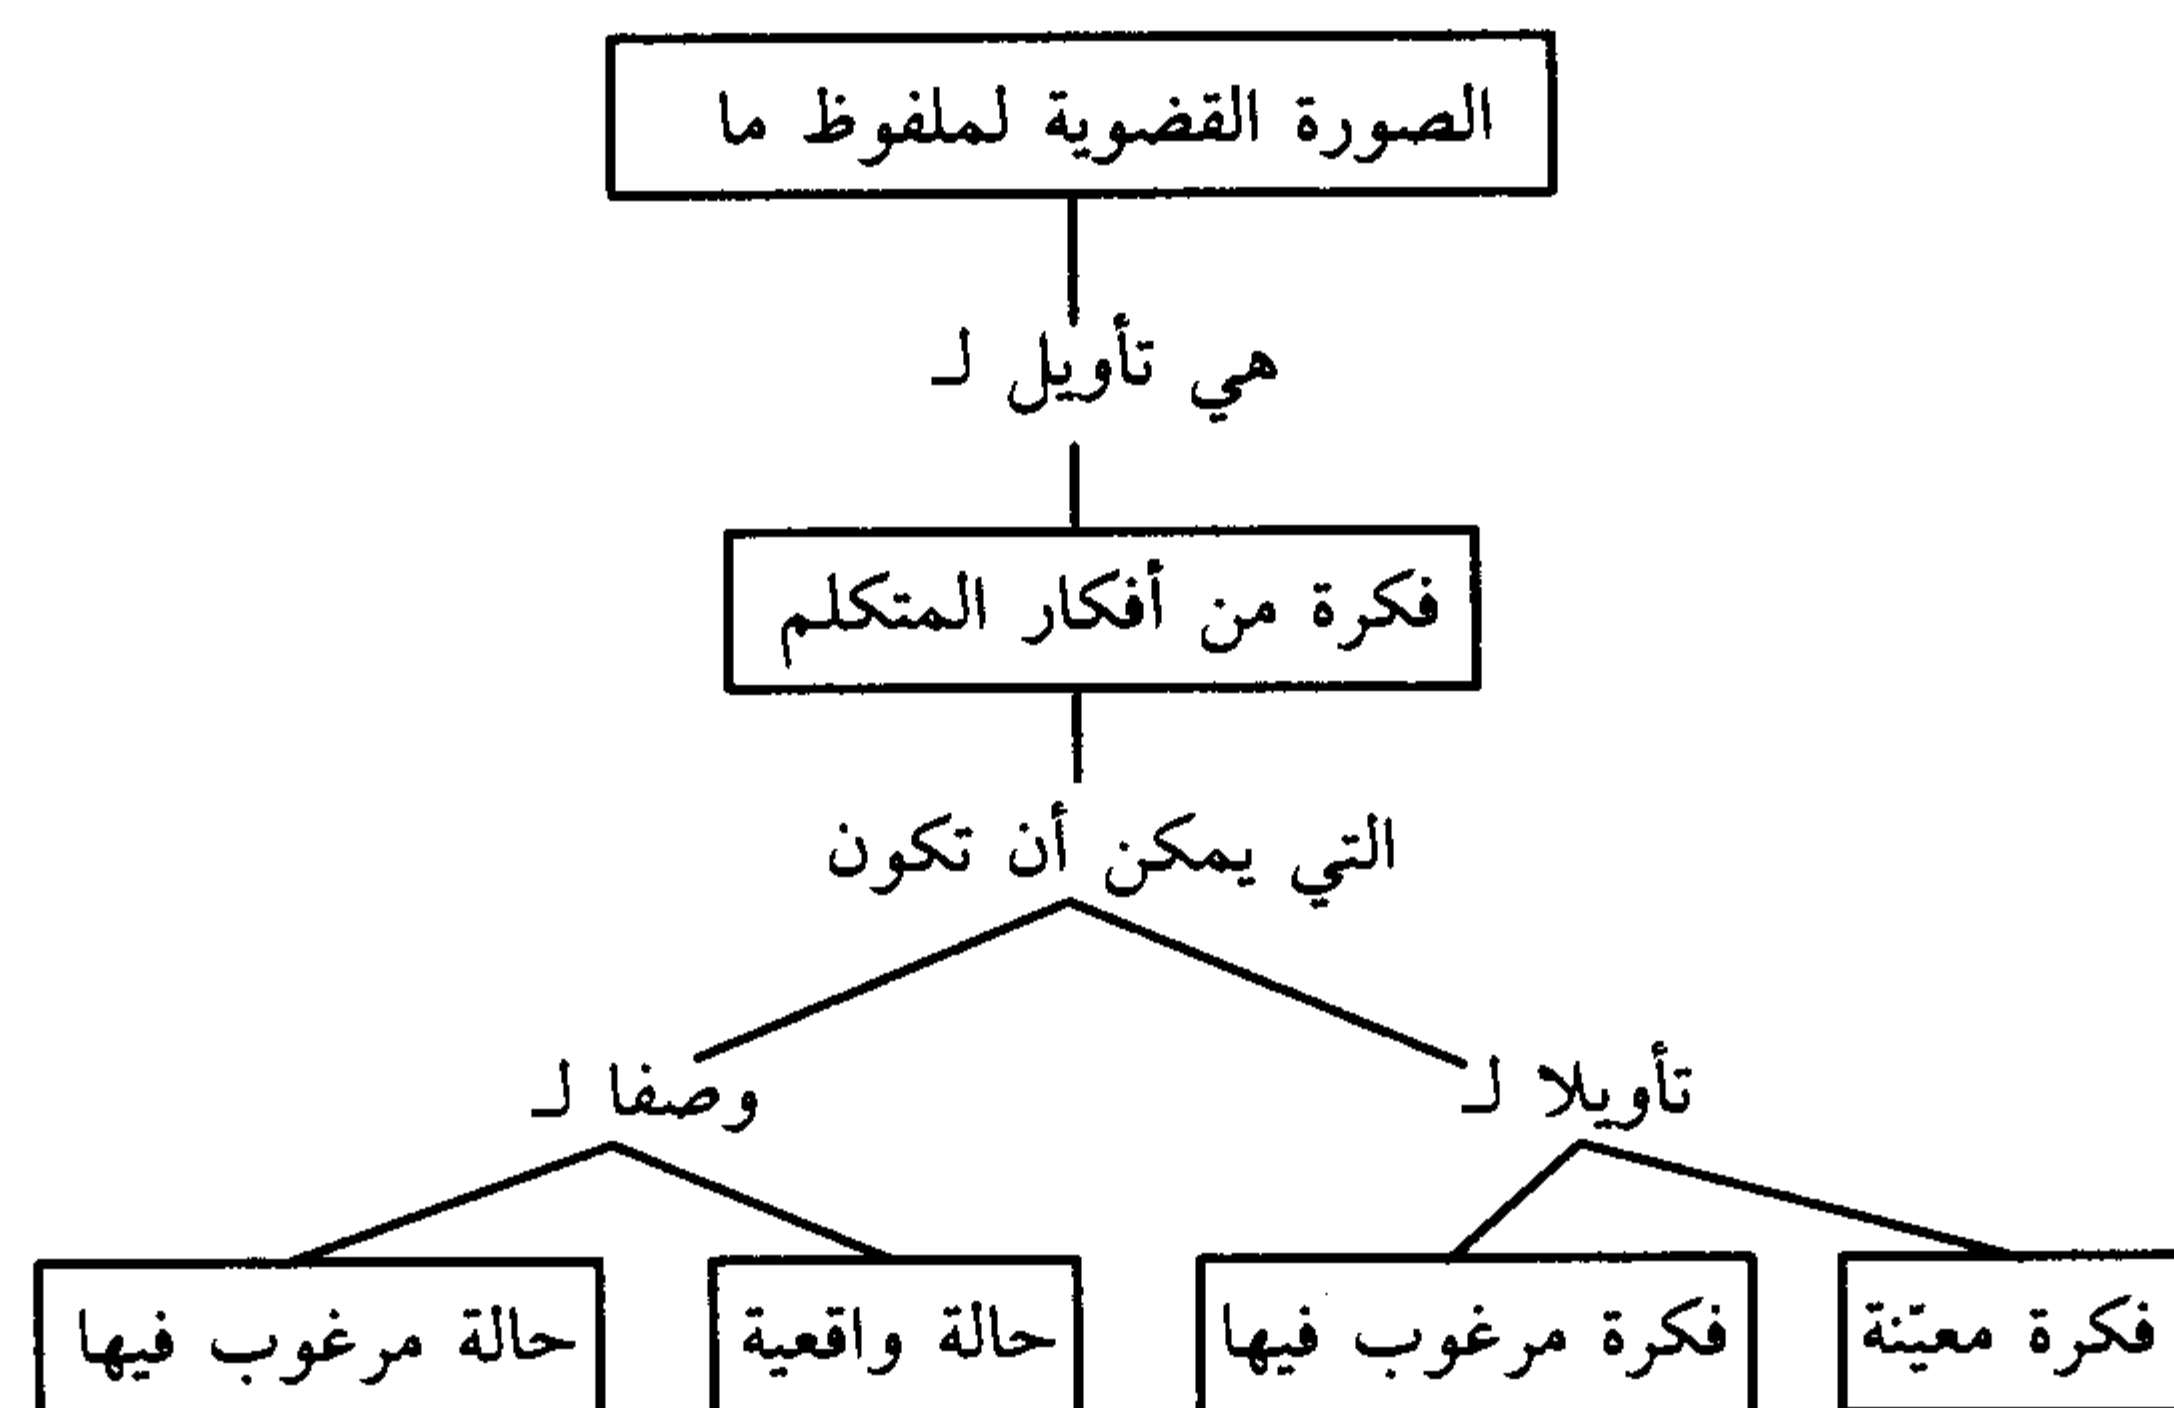 الصورة القضوية لملفوظ ما
هي تأويل لـ
فكرة من أفكار المتكلم
التي يمكن أن تكون
تأويلا لـ وصفا لـ
فكرة معيّنة فكرة مرغوب فيها حالة واقعية حالة مرغوب فيها